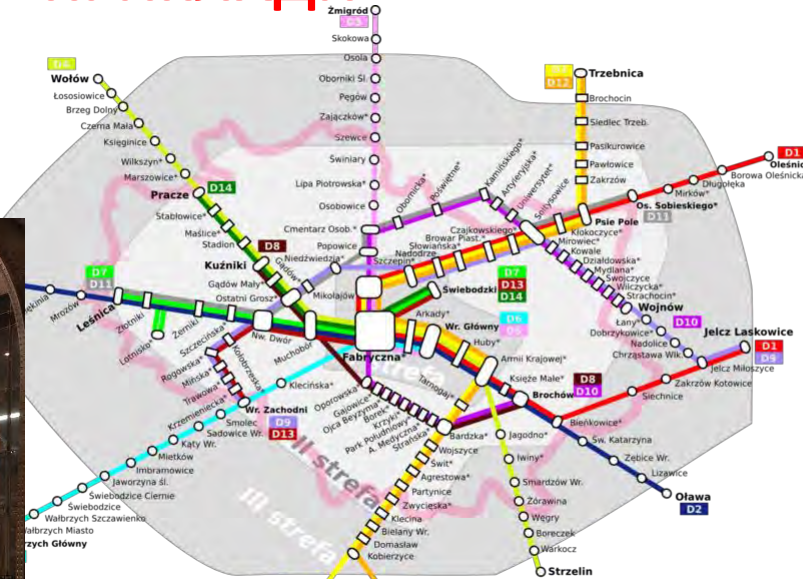 Żmigród
D5
Skokowa
Osola
Oborniki Śl.
Pęgów
Zajączków*
Szewce
Świniary
Lipa Piotrowska*
Osobowice
Cmentarz Osob.*
Popowice
Wołów
Łososiowice
Brzeg Dolny
Czerna Mała
Księginice
Wilkszyn*
Marszowice*
Pracze
D14
Stabłowice*
Maślice*
Stadion
D8
Kuźniki
Niedźwiedzia*
Gądów*
Gądów Mały*
Ostatni Grosz*
Mikołajów
Szczepin*
Nadodrze
Słowiańska*
Browar Piast.*
Czajkowskiego*
Obornicka*
Poświętne*
Kamińskiego*
Artyleryjska*
Uniwersytet*
Sołtysowice
D12
Trzebnica
Brochocin
Siedlec Trzeb.
Pasikurowice
Pawłowice
Zakrzów
Psie Pole
Os. Sobieskiego*
D11
Mirków*
Długołęka
Borowa Oleśnicka
D1
Kłokoczyce*
Mirowiec*
Kowale
Działdowska*
Mydlana*
Swojczyce
Wilczycka*
Strachocin*
Wojnów
D10
Łany*
Dobrzykowice*
Nadolice
Chrząstawa Wlk.
Jelcz Laskowice
D1
D9
Jelcz Miłoszyce
Zakrzów Kotowice
Siechnice
D7
D11
Leśnica
Mrozów
Złotniki
Lotnisko*
Żerniki
Nw. Dwór
Muchobór
Szczecińska*
Kołobrzeska*
Rogowska*
Mińska*
Trawowa*
Krzemieniecka*
Wr. Zachodni
D9
D13
Smolec
Sadowice Wr.
Kąty Wr.
Mietków
Imbramowice
Jaworzyna śl.
Świebodzice Ciernie
Świebodzice
Wałbrzych Szczawienko
Klecińska*
Świebodzki
D7
D13
D14
Arkady*
Wr. Główny
D6
Fabryczna*
Huby*
Armii Krajowej*
Tarnogaj*
Księże Małe*
D8
D10
Brochów
Bieńkowice*
Św. Katarzyna
Zębice Wr.
Lizawice
Oława
D2
Oporowska*
Gajowice*
Ojca Beyzyma*
Borek*
Krzyki*
Park Południowy*
A. Medyczna*
Strańska*
Bardzka*
Wojszyce
Świt*
Agrestowa*
Partynice
Zwycięska*
Klecina
Bielany Wr.
Domasław
Kobierzyce
Jagodno*
Iwiny*
Smardzów Wr.
Żórawina
Węgry
Boreczek
Warkocz
Strzelin
strefa
II strefa
III strefa